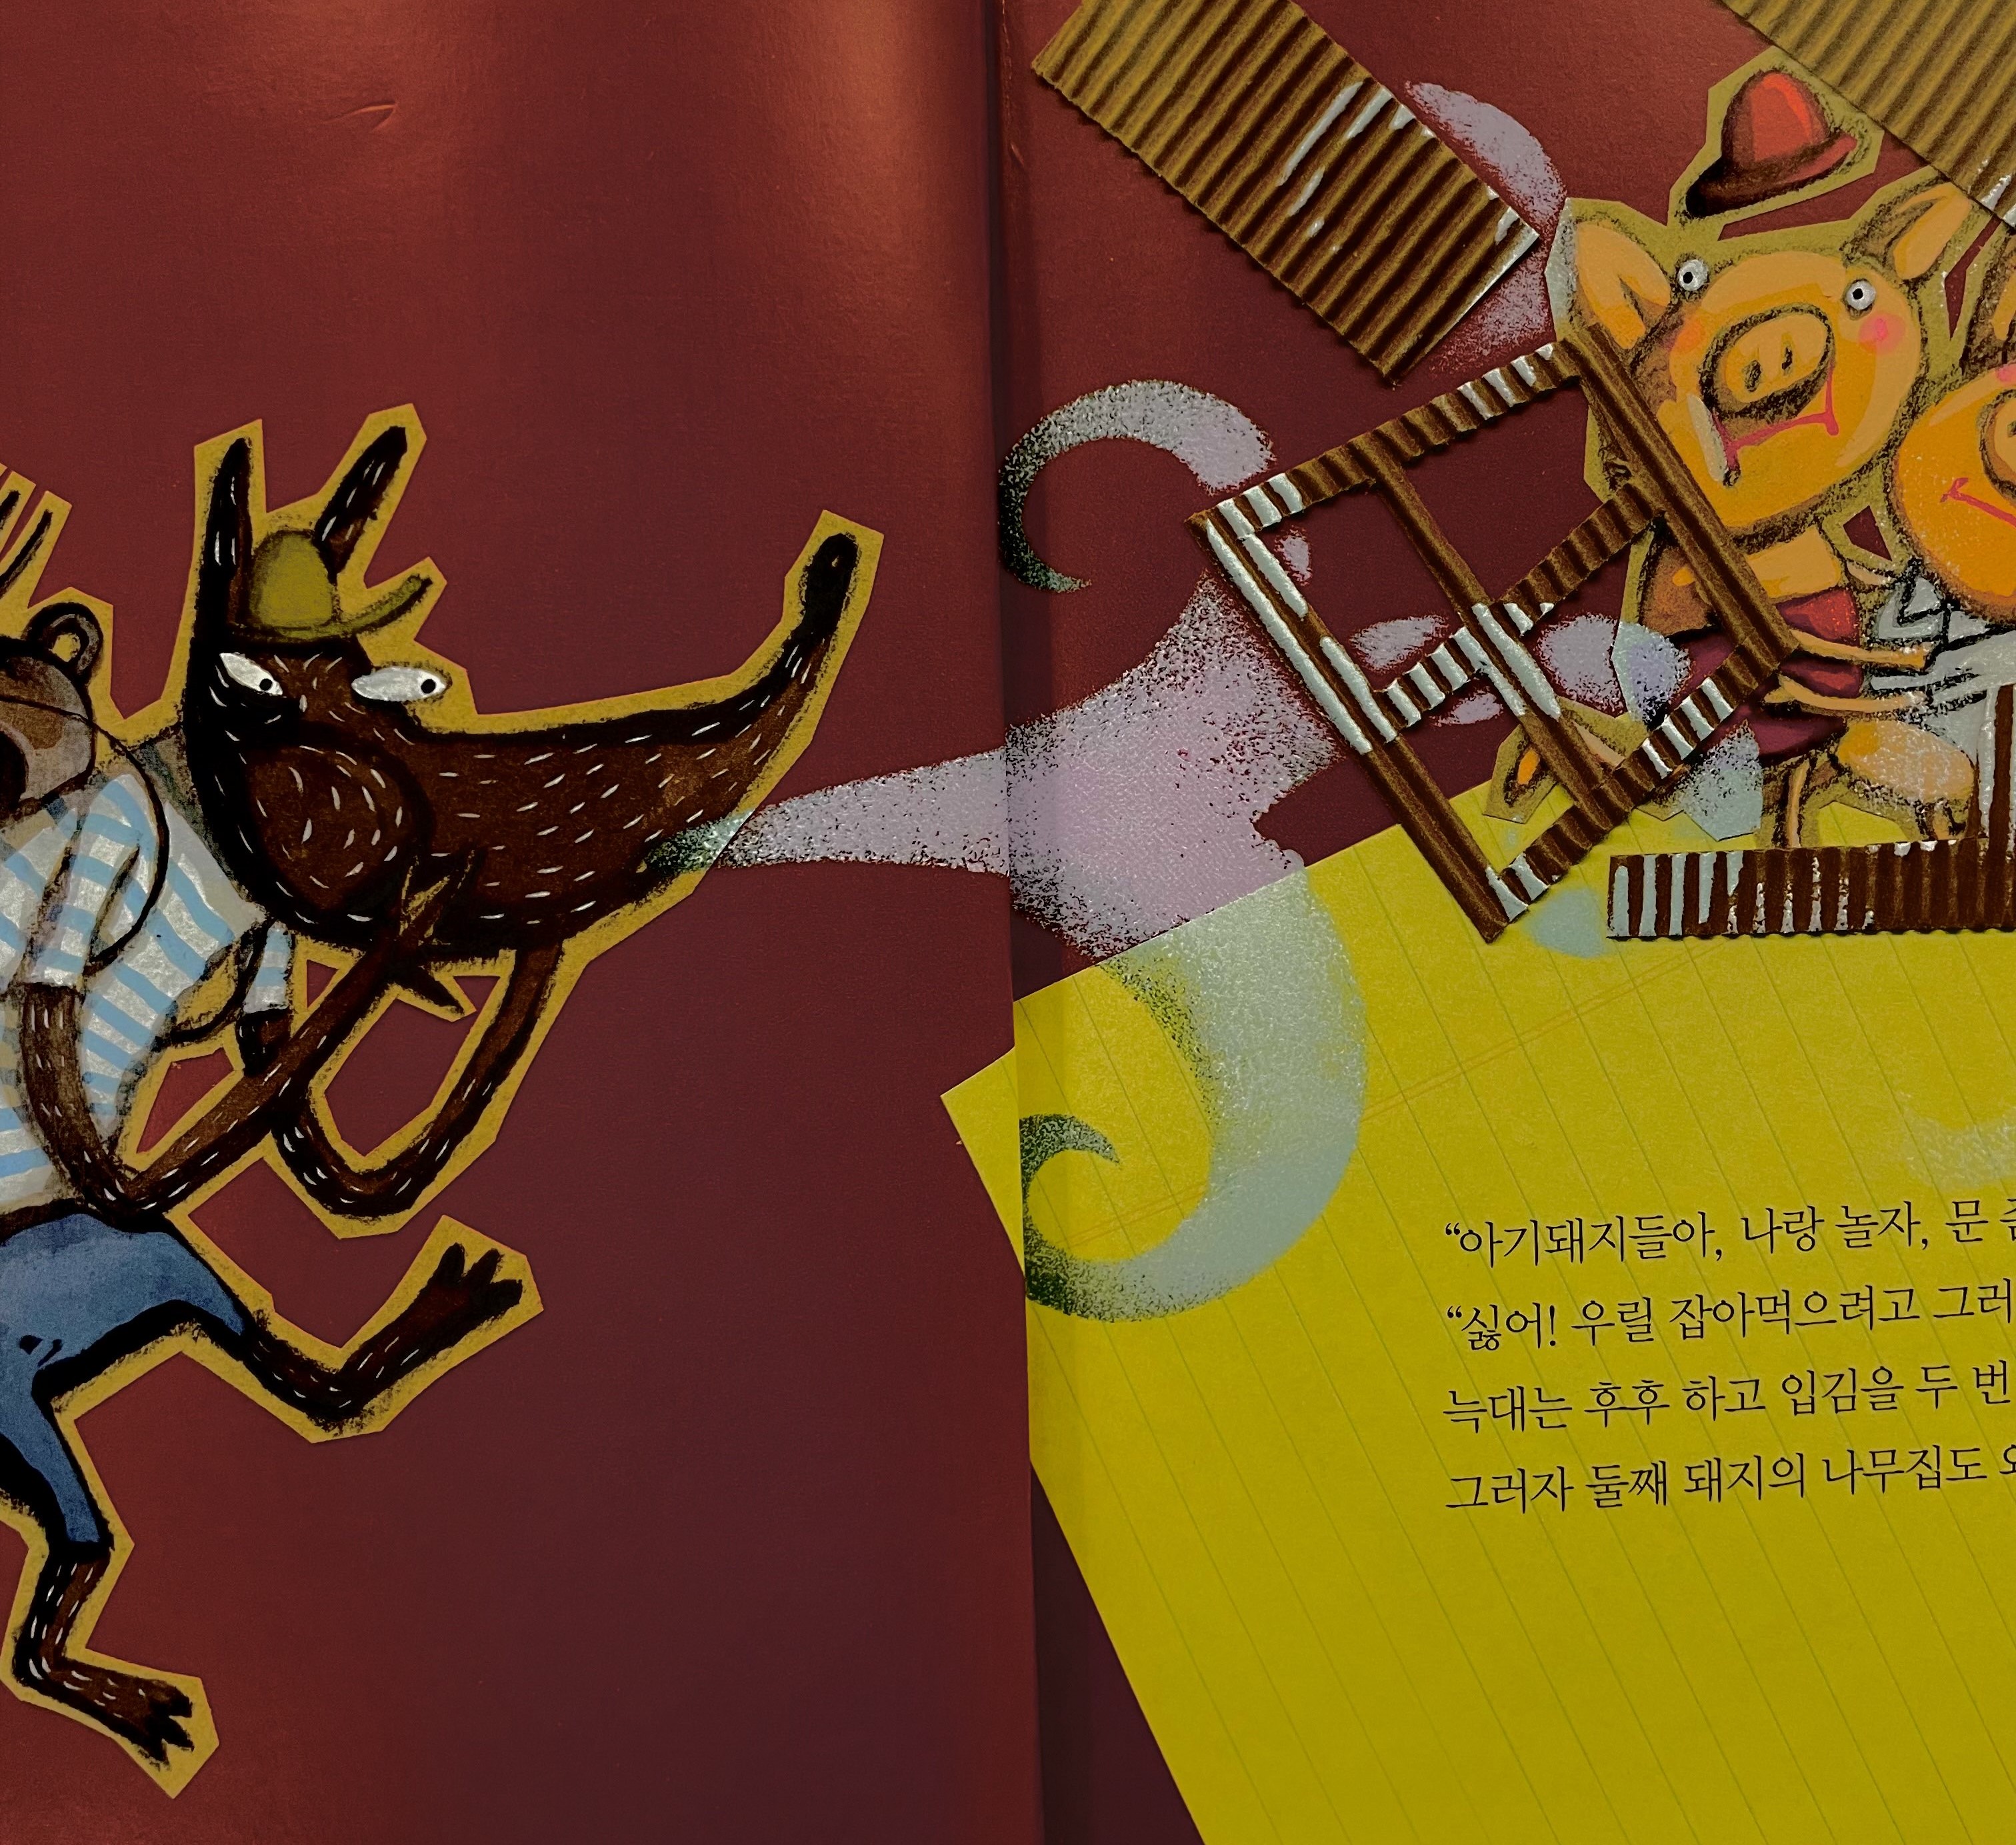 “아기돼지들아, 나랑 놀자, 문
“싫어! 우릴 잡아먹으려고 그러
늑대는 후후 하고 입김을 두 번
그러자 둘째 돼지의 나무집도